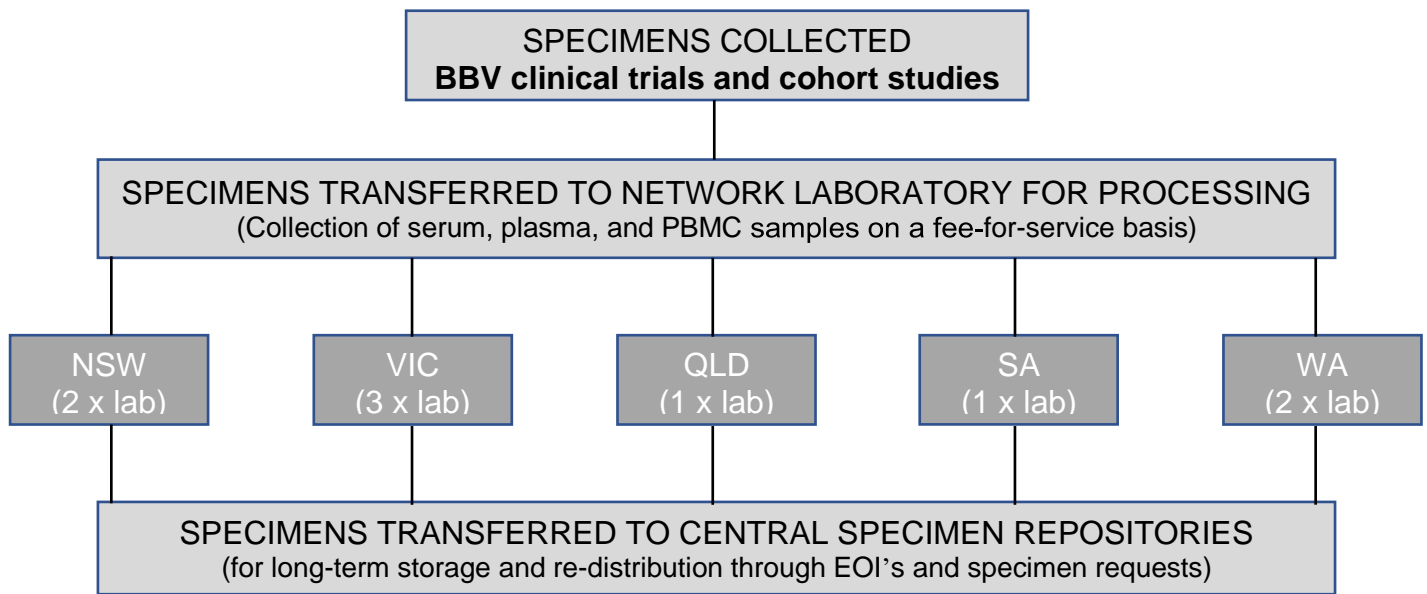 SPECIMENS COLLECTED
BBV clinical trials and cohort studies
SPECIMENS TRANSFERRED TO NETWORK LABORATORY FOR PROCESSING
(Collection of serum, plasma, and PBMC samples on a fee-for-service basis)
NSW
(2 x lab)
VIC
(3 x lab)
QLD
(1 x lab)
SA
(1 x lab)
WA
(2 x lab)
SPECIMENS TRANSFERRED TO CENTRAL SPECIMEN REPOSITORIES
(for long-term storage and re-distribution through EOI’s and specimen requests)